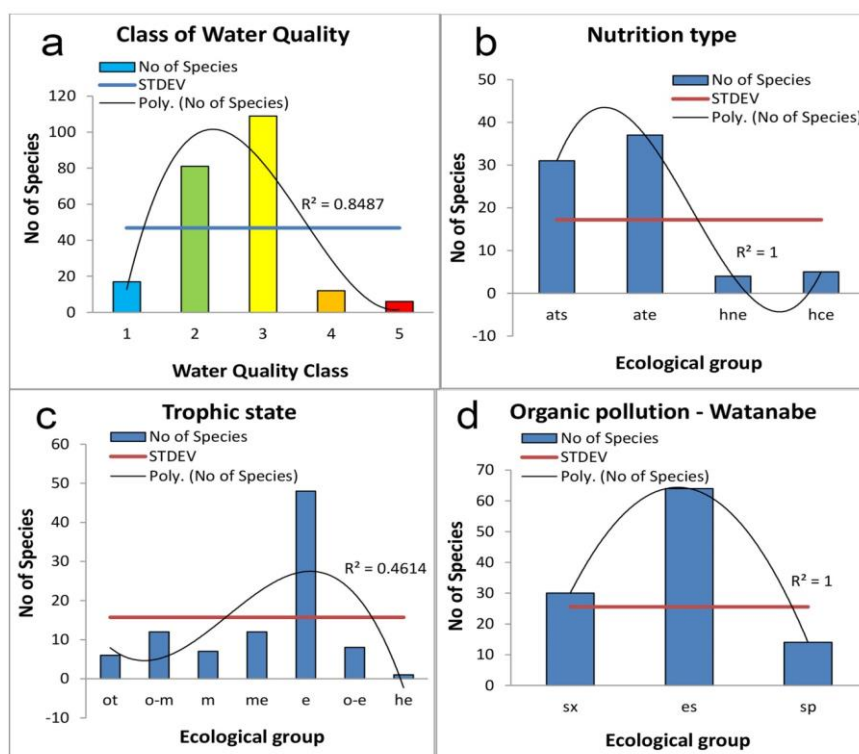 a
Class of Water Quality
No of Species
STDEV
Poly. (No of Species)
120
100
80
60
40
20
0
No of Species
R² = 0.8487
1 2 3 4 5
Water Quality Class
b
Nutrition type
No of Species
STDEV
Poly. (No of Species)
50
40
30
20
10
0
-10
No of Species
R² = 1
ats ate hne hce
Ecological group
c
Trophic state
No of Species
STDEV
Poly. (No of Species)
60
50
40
30
20
10
0
-10
No of Species
R² = 0.4614
ot o-m m me e o-e he
Ecological group
d
Organic pollution - Watanabe
No of Species
STDEV
Poly. (No of Species)
70
60
50
40
30
20
10
0
No of Species
R² = 1
sx es sp
Ecological group